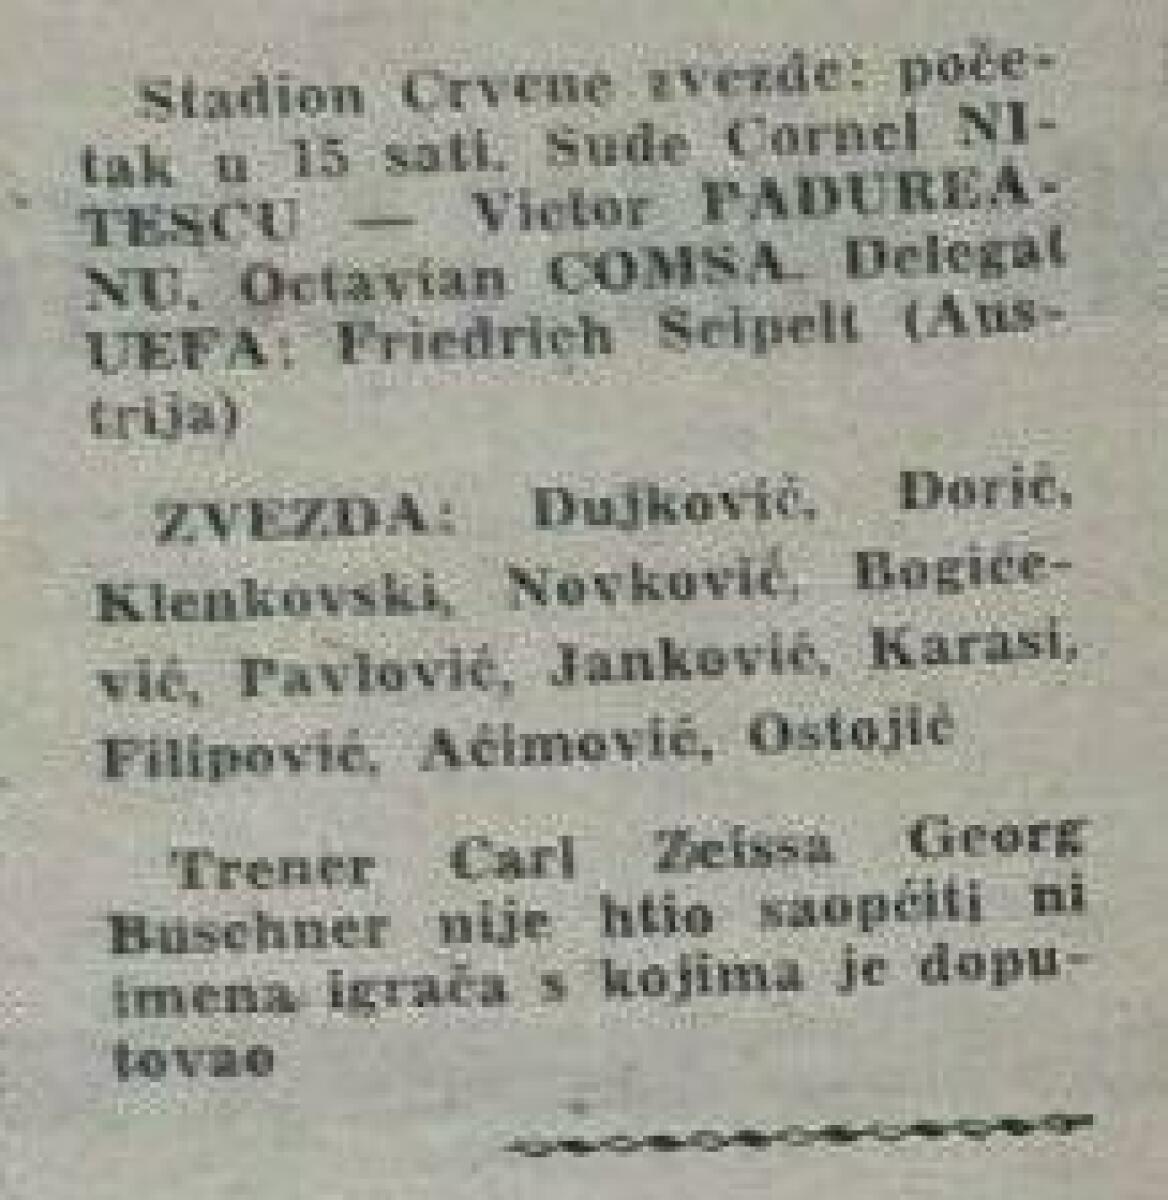 Stadion Crvene zvezde: poče-
tak u 15 sati. Sude Cornel NI-
TESCU — Victor PADUREA-
NU, Octavian COMSA. Delegat
UEFA: Friedrich Seipelt (Aus-
trija)
ZVEZDA: Dujković, Dorić,
Klenkovski, Novković, Bogiće-
vić, Pavlović, Janković, Karasi,
Filipović, Aćimović, Ostojić
Trener Carl Zeissa Georg
Buschner nije htio saopćiti ni
imena igrača s kojima je dopu-
tovao